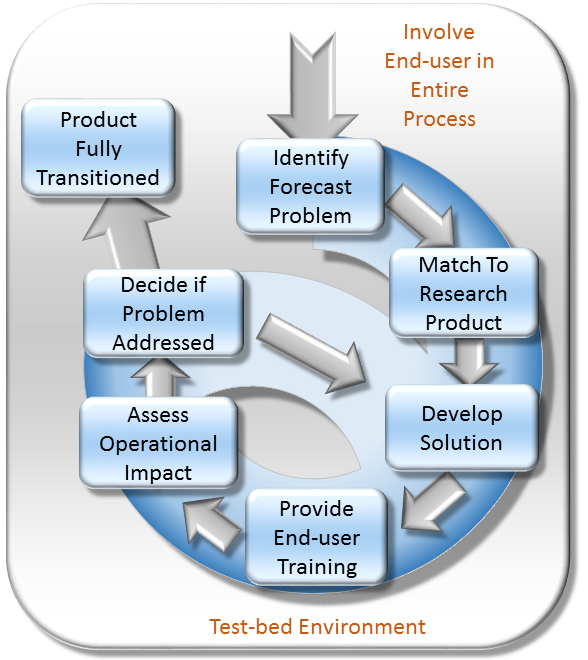 Involve
End-user in
Entire
Process
Identify
Forecast
Problem
Match To
Research
Product
Develop
Solution
Provide
End-user
Training
Assess
Operational
Impact
Decide if
Problem
Addressed
Product
Fully
Transitioned
Test-bed Environment